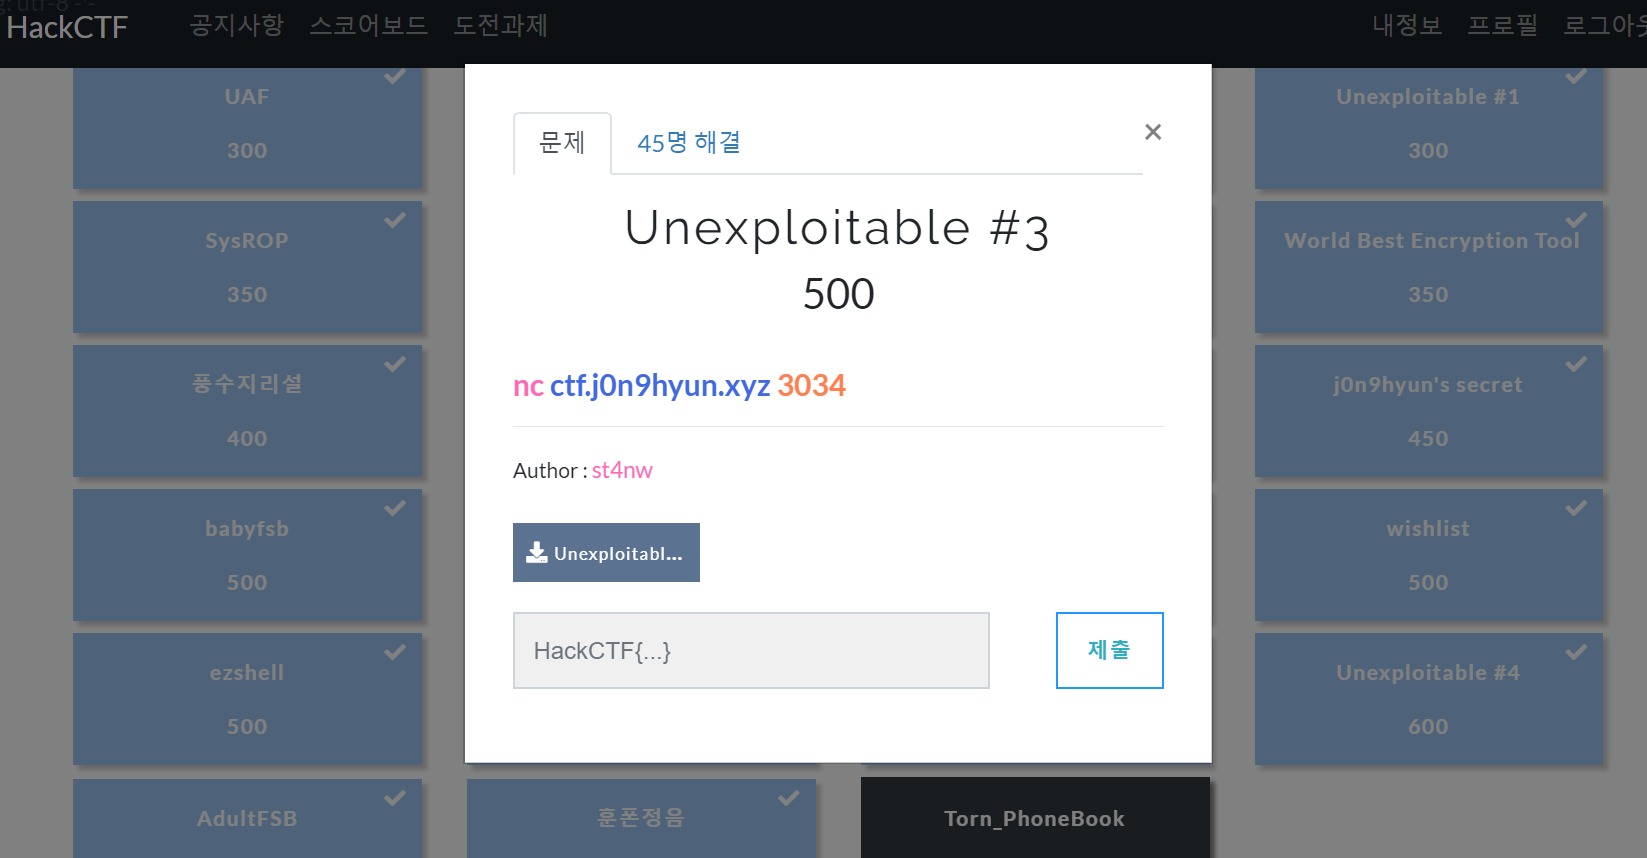 g: utf-8 - -
HackCTF 공지사항 스코어보드 도전과제 내정보 프로필 로그아웃
UAF
300
Unexploitable #1
300
문제 45명 해결 ×
Unexploitable #3
500
nc ctf.j0n9hyun.xyz 3034
Author : st4nw
Unexploitabl...
HackCTF{...}
제출
SysROP
350
World Best Encryption Tool
350
풍수지리설
400
j0n9hyun's secret
450
babyfsb
500
wishlist
500
ezshell
500
Unexploitable #4
600
AdultFSB
훈폰정음
Torn_PhoneBook